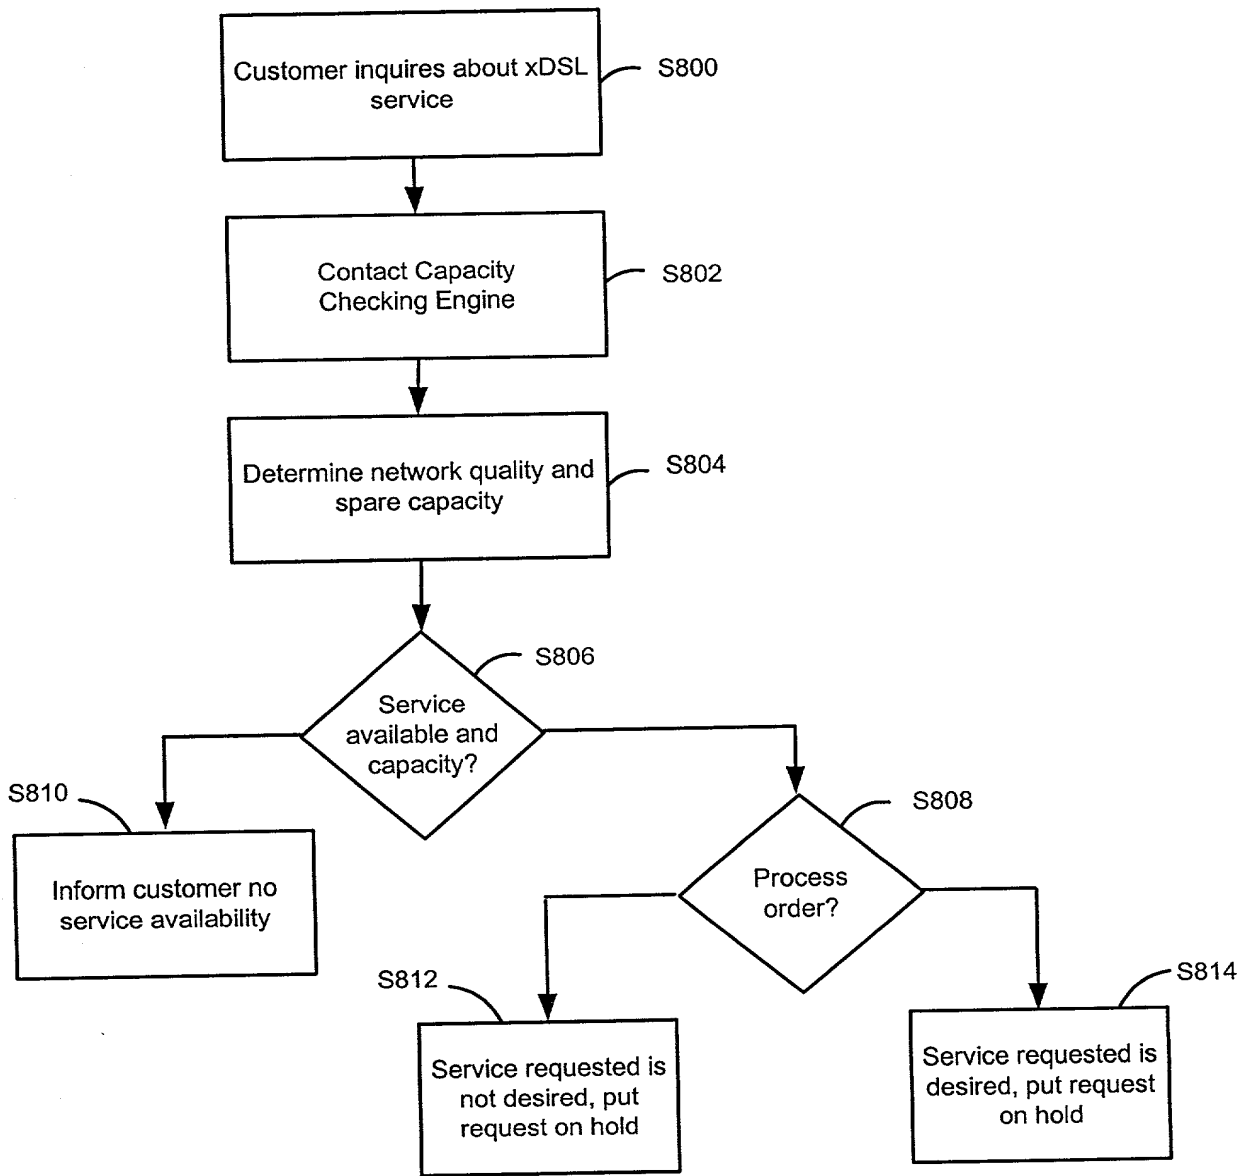 Customer inquires about xDSL
service
S800
Contact Capacity
Checking Engine
S802
Determine network quality and
spare capacity
S804
S806
Service
available and
capacity?
S810
Inform customer no
service availability
S808
Process
order?
S812
Service requested is
not desired, put
request on hold
S814
Service requested is
desired, put request
on hold